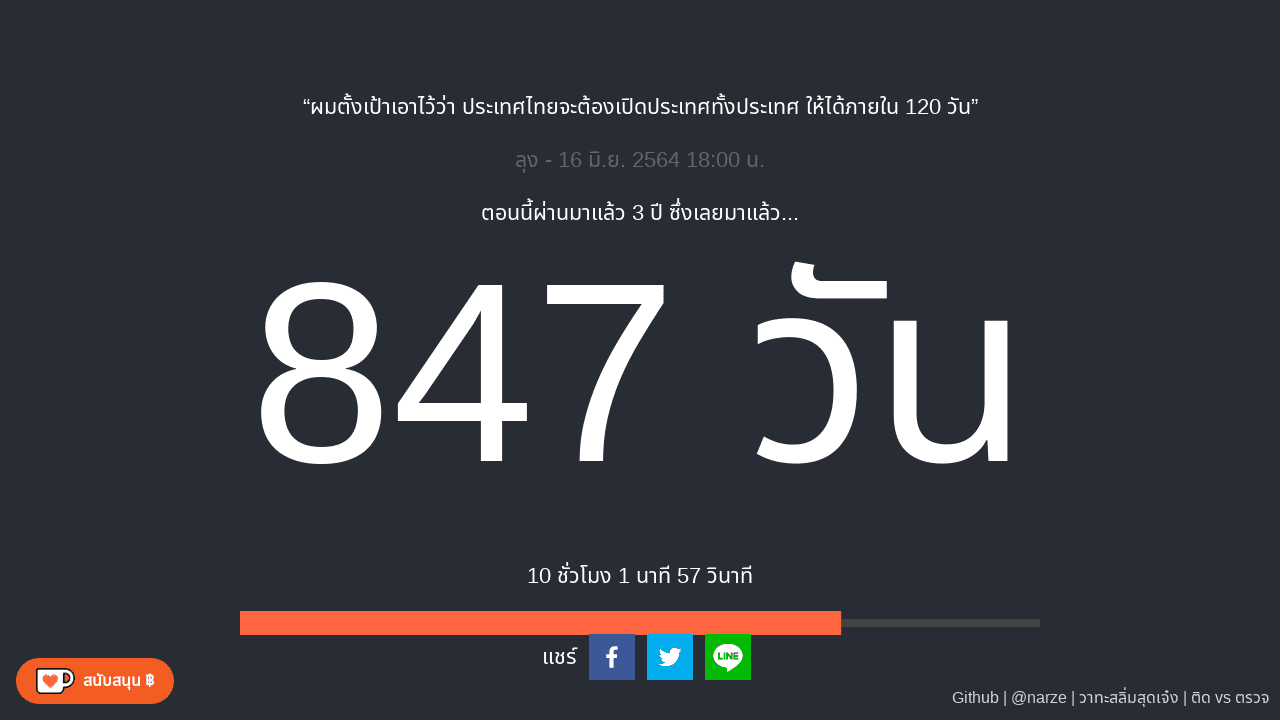 “ผมตั้งเป้าเอาไว้ว่า ประเทศไทยจะต้องเปิดประเทศทั้งประเทศ ให้ได้ภายใน 120 วัน”
ลุง - 16 มิ.ย. 2564 18:00 น.
ตอนนี้ผ่านมาแล้ว 3 ปี ซึ่งเลยมาแล้ว...
847 วัน
10 ชั่วโมง 1 นาที 57 วินาที
แชร์
LINE
สนับสนุน ฿
Github | @narze | วาทะสลิ่มสุดเจ๋ง | ติด vs ตรวจ